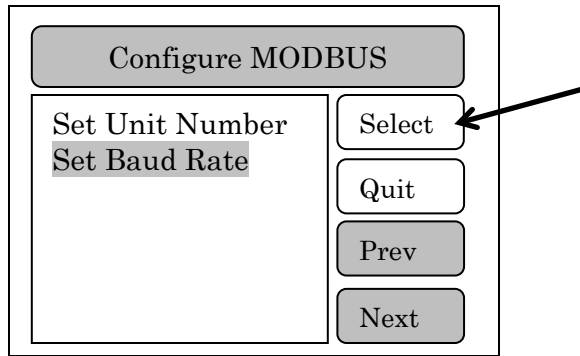 Configure MODBUS
Set Unit Number
Set Baud Rate
Select
Quit
Prev
Next